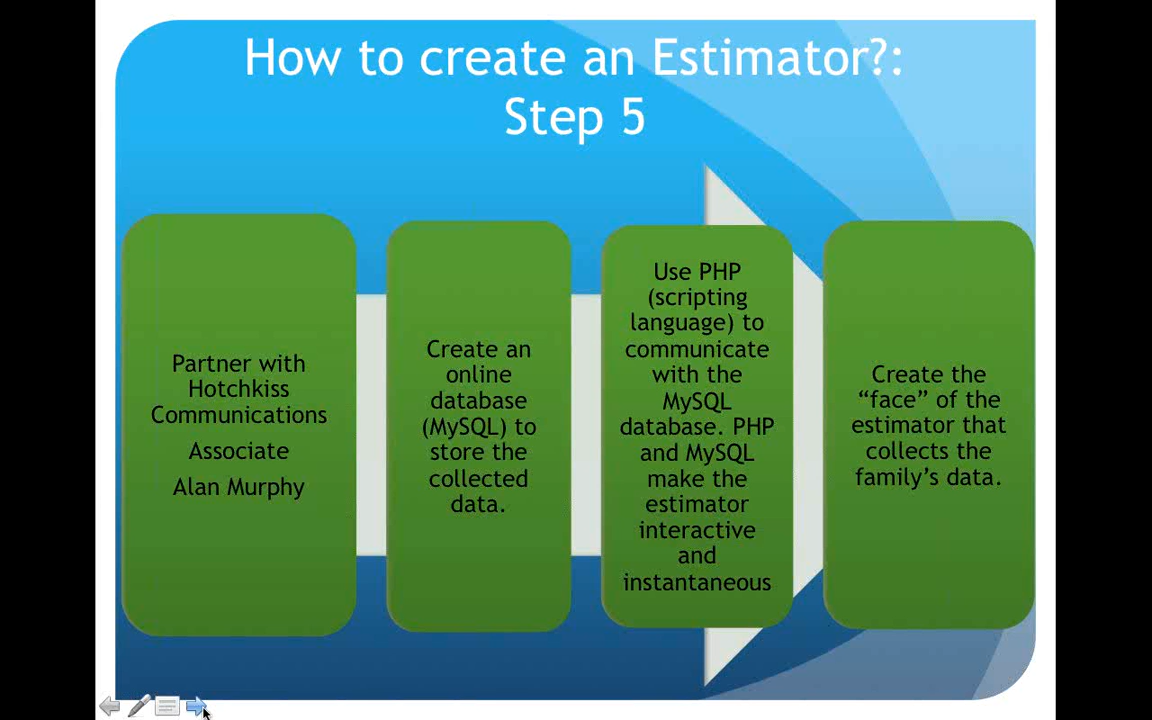 How to create an Estimator?:
Step 5
Partner with
Hotchkiss
Communications
Associate
Alan Murphy
Create an
online
database
(MySQL) to
store the
collected
data.
Use PHP
(scripting
language) to
communicate
with the
MySQL
database. PHP
and MySQL
make the
estimator
interactive
and
instantaneous
Create the
“face” of the
estimator that
collects the
family’s data.